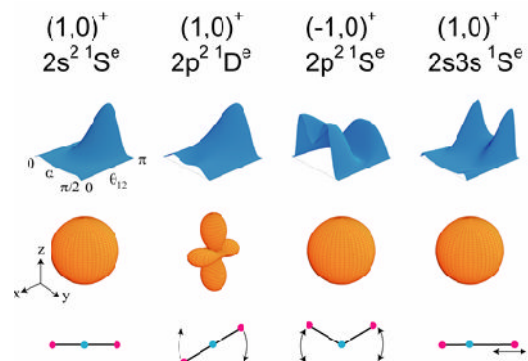 (1,0)⁺ (1,0)⁺ (-1,0)⁺ (1,0)⁺
2s² ¹Sᵉ 2p² ¹Dᵉ 2p² ¹Sᵉ 2s3s ¹Sᵉ
0 α π/2 0 θ₁₂ π
z
x y